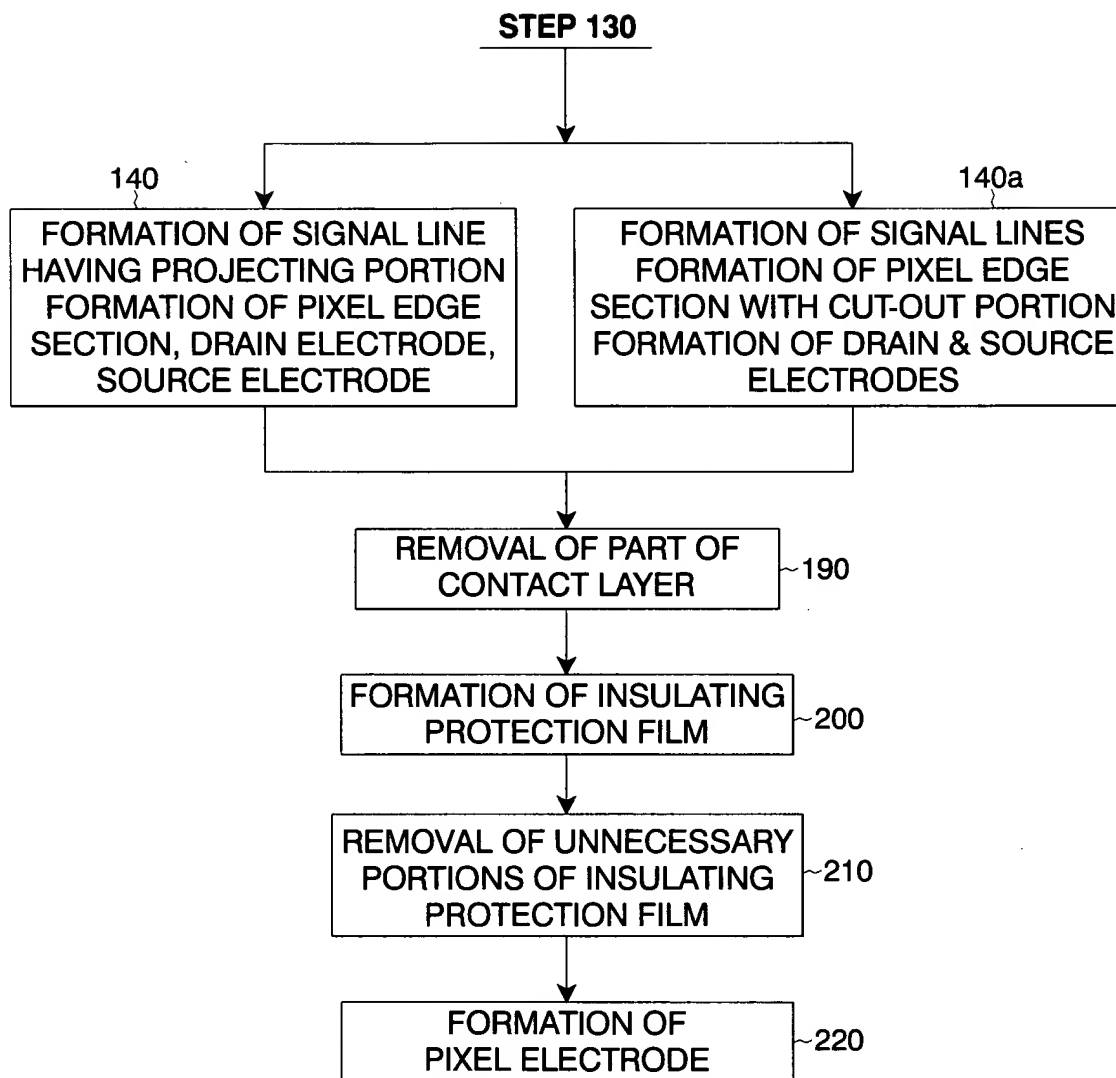 STEP 130
140
FORMATION OF SIGNAL LINE
HAVING PROJECTING PORTION
FORMATION OF PIXEL EDGE
SECTION, DRAIN ELECTRODE,
SOURCE ELECTRODE
140a
FORMATION OF SIGNAL LINES
FORMATION OF PIXEL EDGE
SECTION WITH CUT-OUT PORTION
FORMATION OF DRAIN & SOURCE
ELECTRODES
REMOVAL OF PART OF
CONTACT LAYER
190
FORMATION OF INSULATING
PROTECTION FILM
200
REMOVAL OF UNNECESSARY
PORTIONS OF INSULATING
PROTECTION FILM
210
FORMATION OF
PIXEL ELECTRODE
220